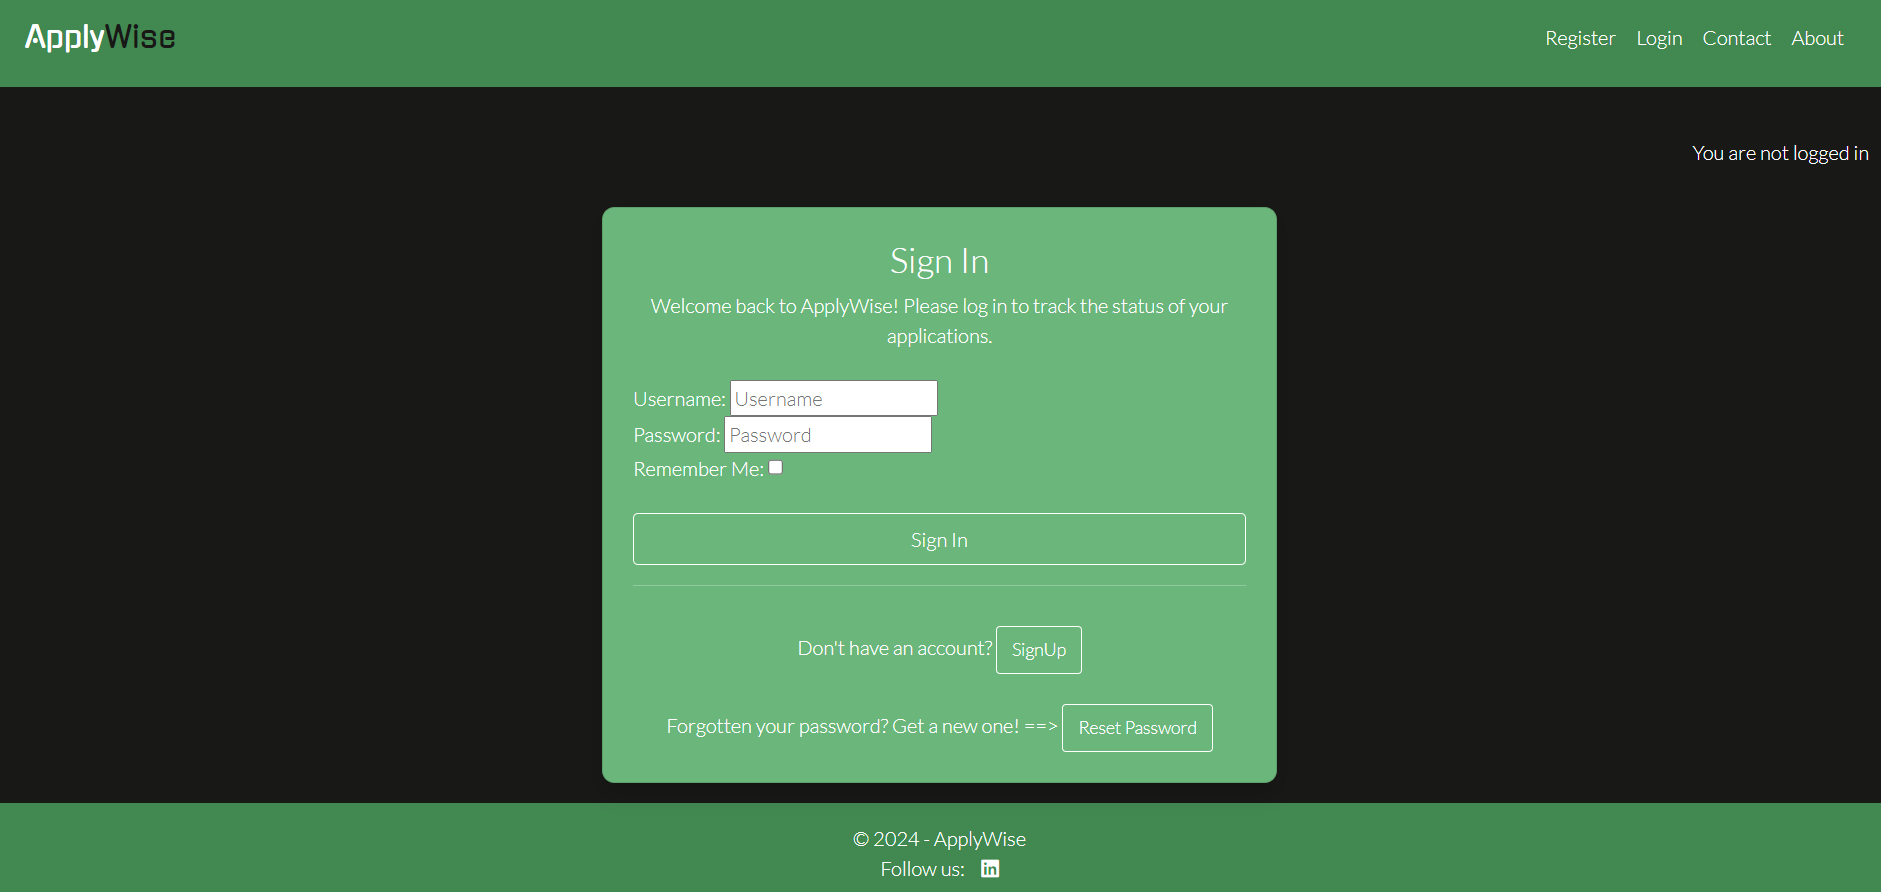 ApplyWise
Register Login Contact About
You are not logged in
Sign In
Welcome back to ApplyWise! Please log in to track the status of your
applications.
Username: Username
Password: Password
Remember Me:
Sign In
Don't have an account? SignUp
Forgotten your password? Get a new one! ==> Reset Password
© 2024 - ApplyWise
Follow us: in